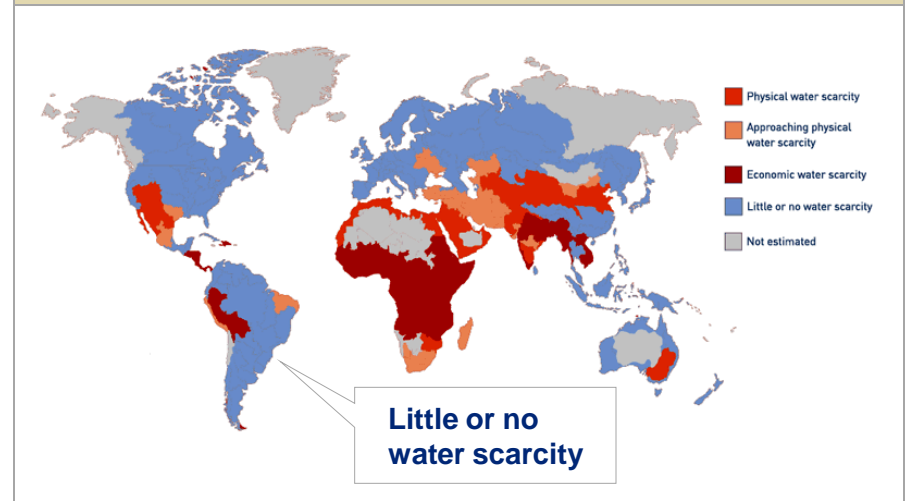 Physical water scarcity
Approaching physical
water scarcity
Economic water scarcity
Little or no water scarcity
Not estimated
Little or no
water scarcity